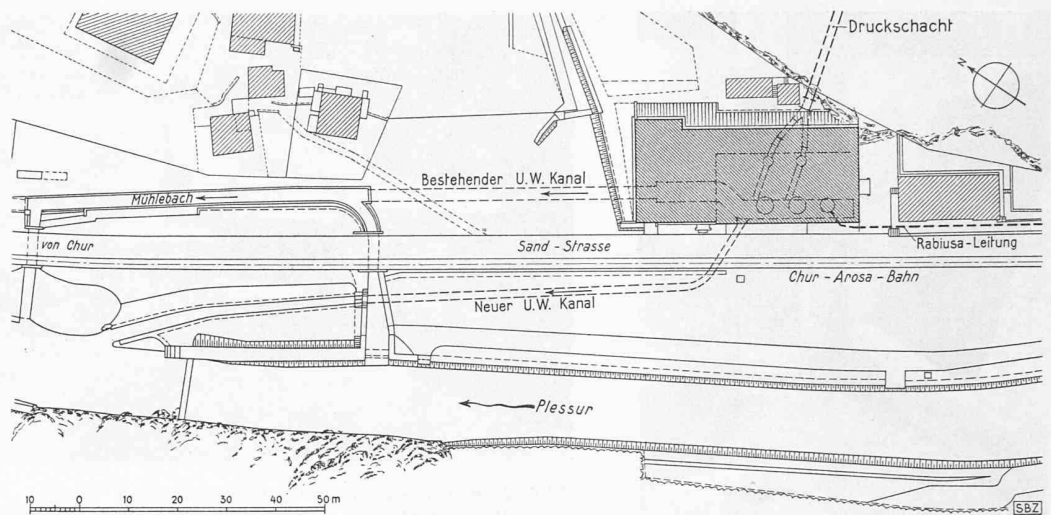 Druckschacht
N
Bestehender U.W. Kanal
Mühlebach
von Chur
Sand - Strasse
Rabiusa - Leitung
Chur - Arosa - Bahn
Neuer U.W. Kanal
Plessur
10 0 10 20 30 40 50 m
SBZ